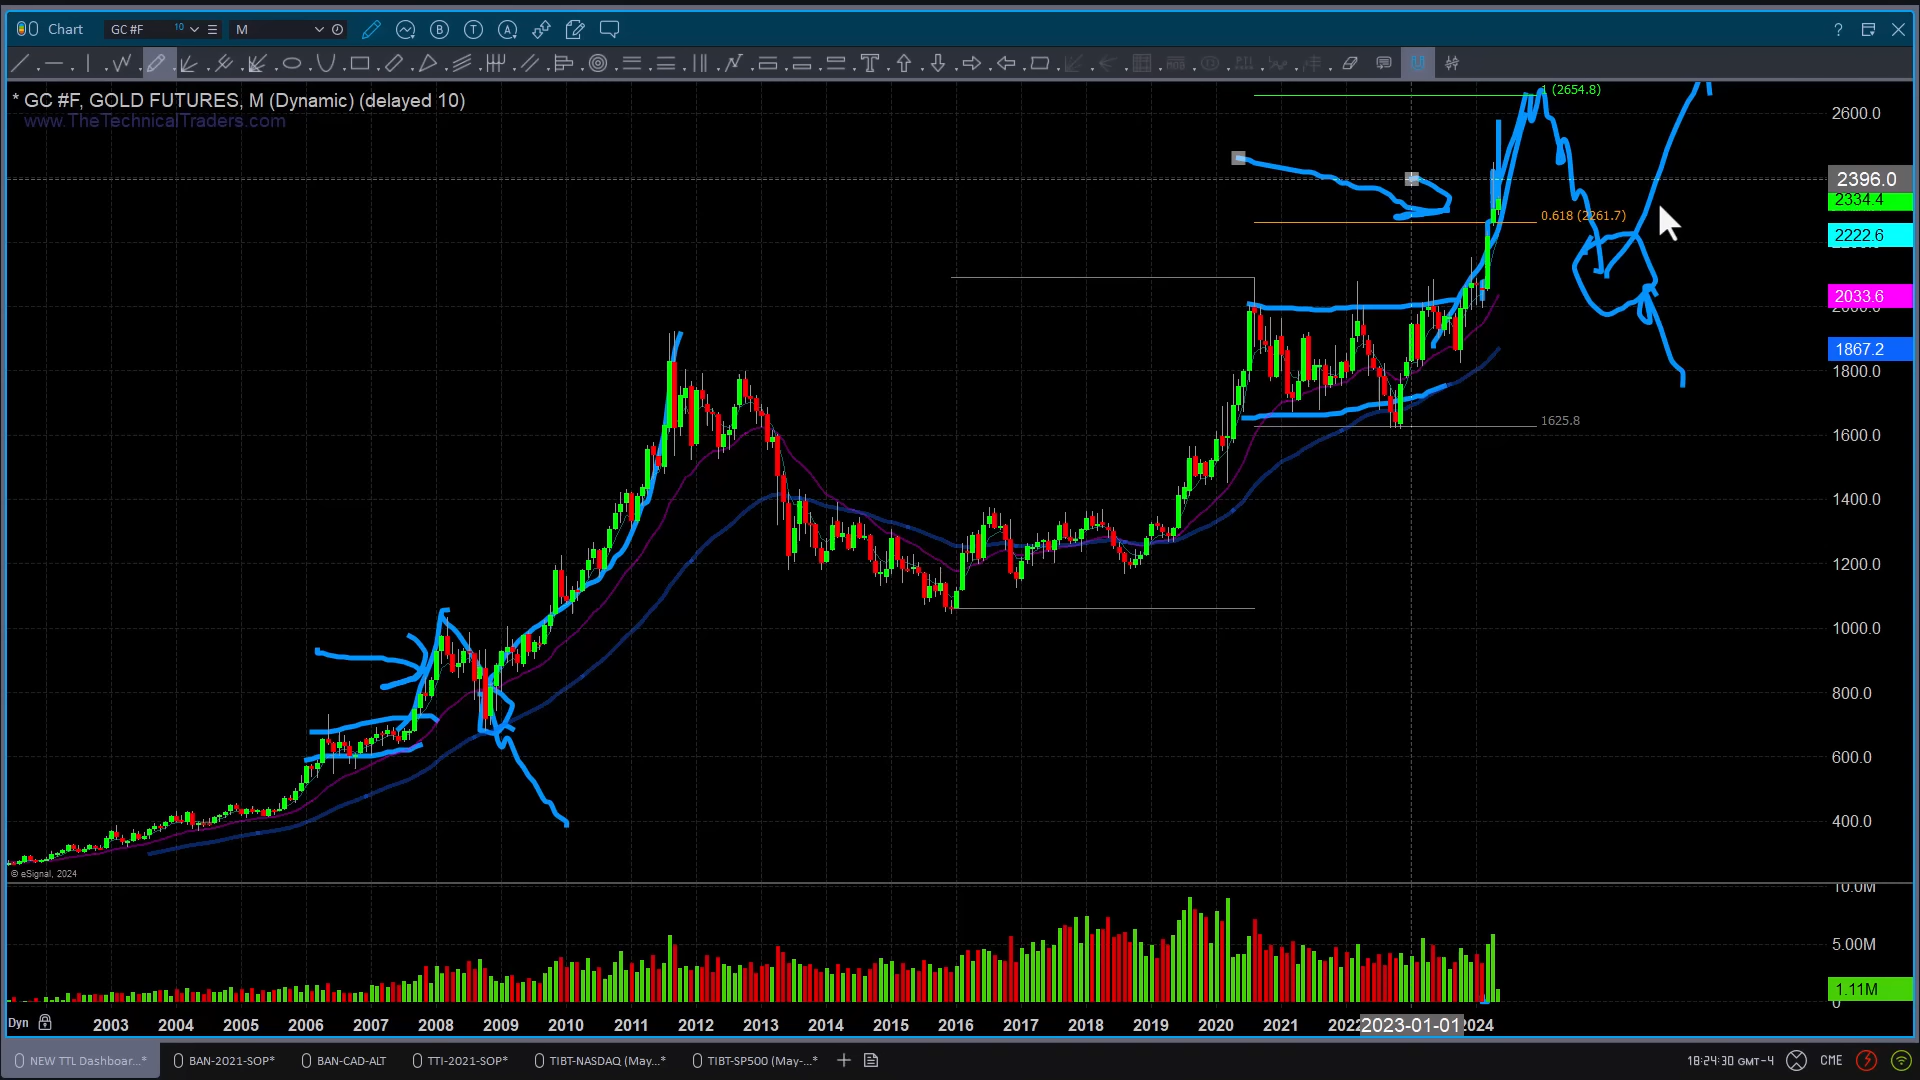 Chart GC #F 10 M
* GC #F, GOLD FUTURES, M (Dynamic) (delayed 10)
www.TheTechnicalTraders.com
1 (2654.8)
2600.0
2396.0
2334.4
0.618 (2261.7)
2222.6
2033.6
1867.2
1800.0
1625.8
1600.0
1400.0
1200.0
1000.0
800.0
600.0
400.0
© eSignal, 2024
10.0M
5.00M
1.11M
0
Dyn 2003 2004 2005 2006 2007 2008 2009 2010 2011 2012 2013 2014 2015 2016 2017 2018 2019 2020 2021 2023-01-01 2024
NEW TTL Dashboar...* BAN-2021-SOP* BAN-CAD-ALT TTI-2021-SOP* TIBT-NASDAQ (May...* TIBT-SP500 (May-...* 18:24:30 GMT-4 CME